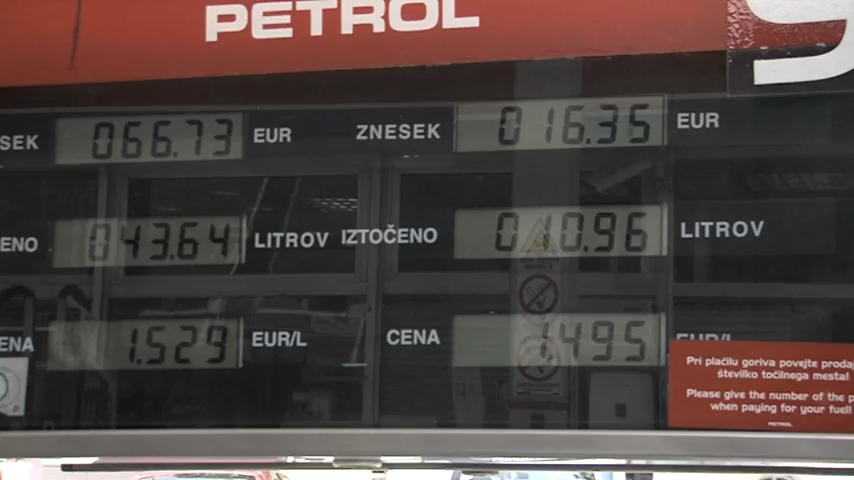 PETROL
SEK 066.73 EUR
ZNESEK 016.35 EUR
ENO 043.64 LITROV
IZTOČENO 010.96 LITROV
ENA 1.529 EUR/L
CENA 1.495 EUR/L
Pri plačilu goriva povejte prodaj
številko točilnega mesta!
Please give the number of the p
when paying for your fuel!
PETROL